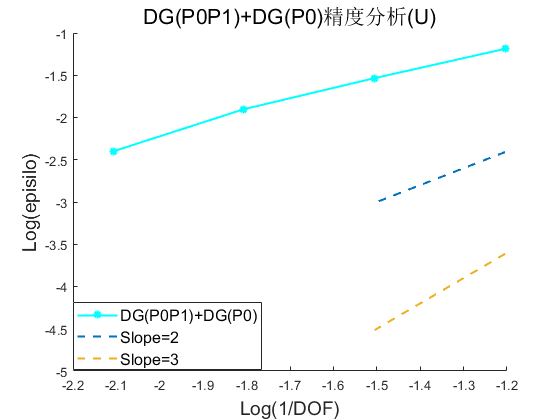 DG(P0P1)+DG(P0)精度分析(U)
-1
-1.5
-2
-2.5
-3
-3.5
-4
-4.5
-5
Log(episilo)
DG(P0P1)+DG(P0)
Slope=2
Slope=3
-2.2 -2.1 -2 -1.9 -1.8 -1.7 -1.6 -1.5 -1.4 -1.3 -1.2
Log(1/DOF)